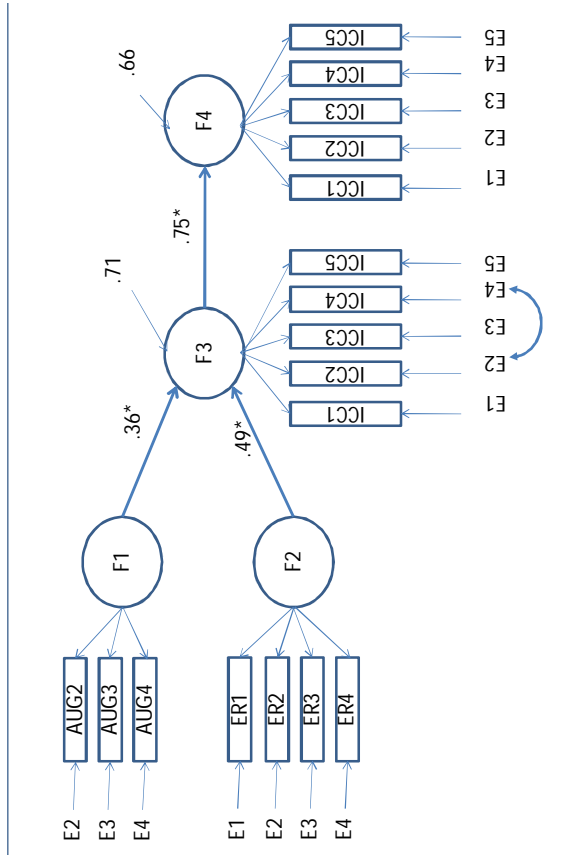 .66
F4
ICC5
ICC4
ICC3
ICC2
ICC1
E5
E4
E3
E2
E1
.75*
.71
F3
ICC5
ICC4
ICC3
ICC2
ICC1
E5
E4
E3
E2
E1
.36*
.49*
F1
F2
AUG2
AUG3
AUG4
ER1
ER2
ER3
ER4
E2
E3
E4
E1
E2
E3
E4